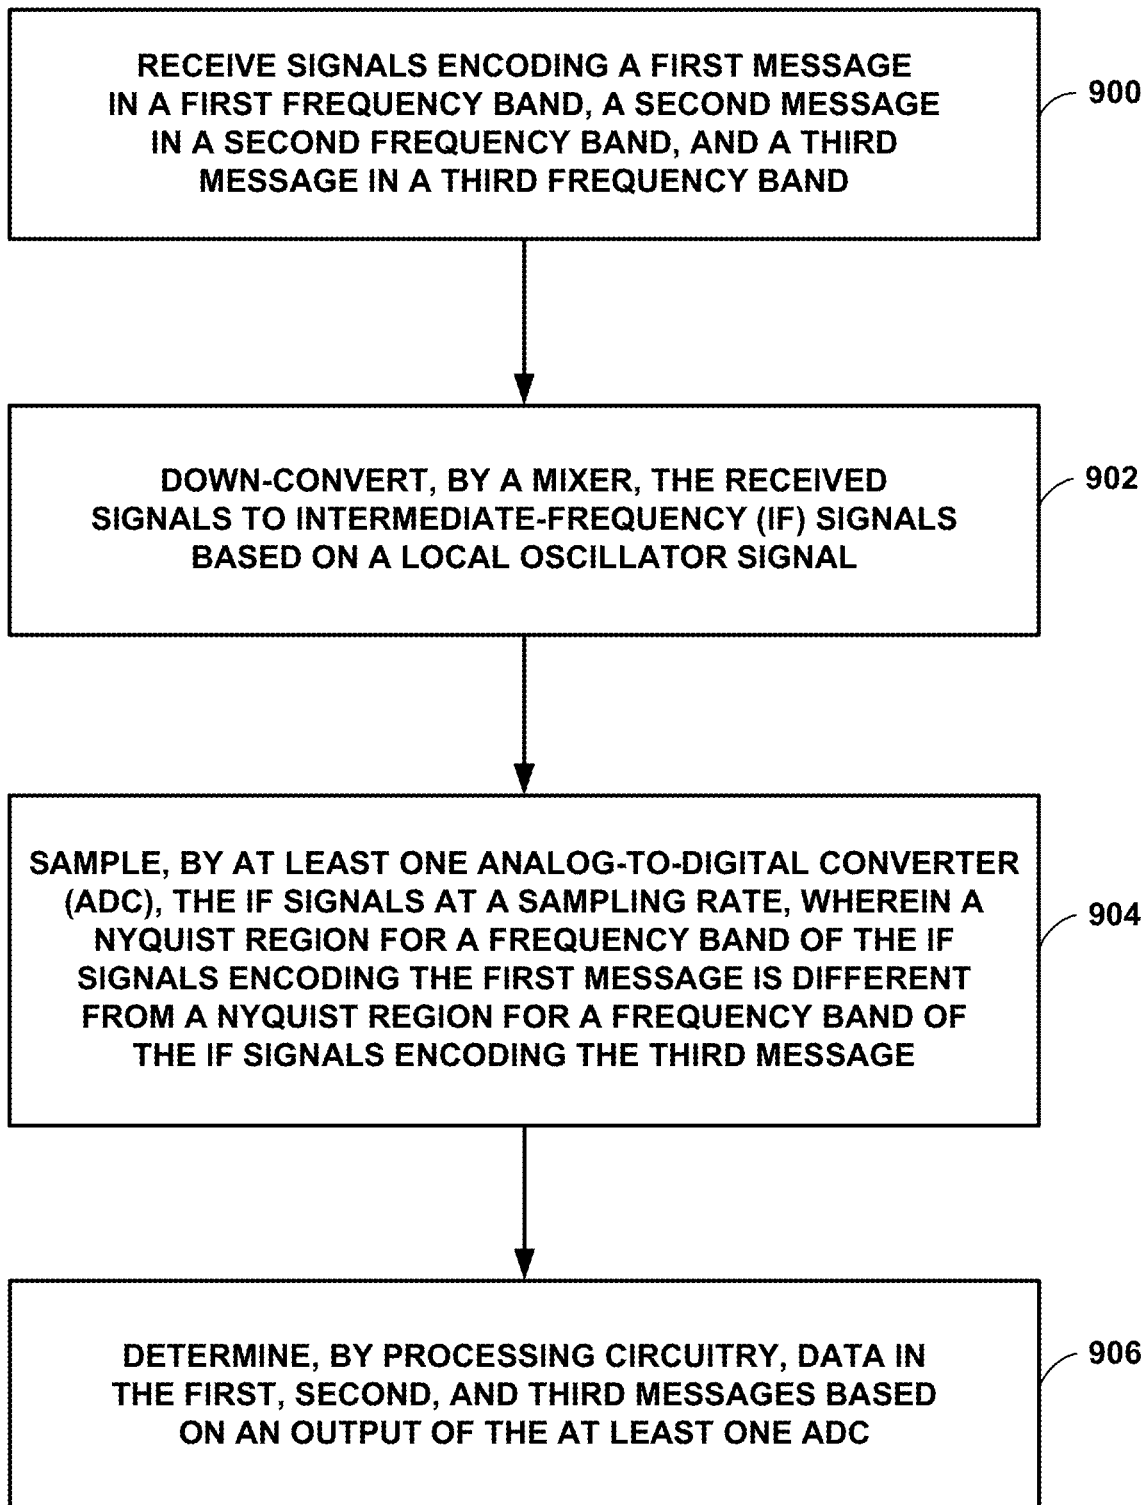 RECEIVE SIGNALS ENCODING A FIRST MESSAGE
IN A FIRST FREQUENCY BAND, A SECOND MESSAGE
IN A SECOND FREQUENCY BAND, AND A THIRD
MESSAGE IN A THIRD FREQUENCY BAND
900
DOWN-CONVERT, BY A MIXER, THE RECEIVED
SIGNALS TO INTERMEDIATE-FREQUENCY (IF) SIGNALS
BASED ON A LOCAL OSCILLATOR SIGNAL
902
SAMPLE, BY AT LEAST ONE ANALOG-TO-DIGITAL CONVERTER
(ADC), THE IF SIGNALS AT A SAMPLING RATE, WHEREIN A
NYQUIST REGION FOR A FREQUENCY BAND OF THE IF
SIGNALS ENCODING THE FIRST MESSAGE IS DIFFERENT
FROM A NYQUIST REGION FOR A FREQUENCY BAND OF
THE IF SIGNALS ENCODING THE THIRD MESSAGE
904
DETERMINE, BY PROCESSING CIRCUITRY, DATA IN
THE FIRST, SECOND, AND THIRD MESSAGES BASED
ON AN OUTPUT OF THE AT LEAST ONE ADC
906